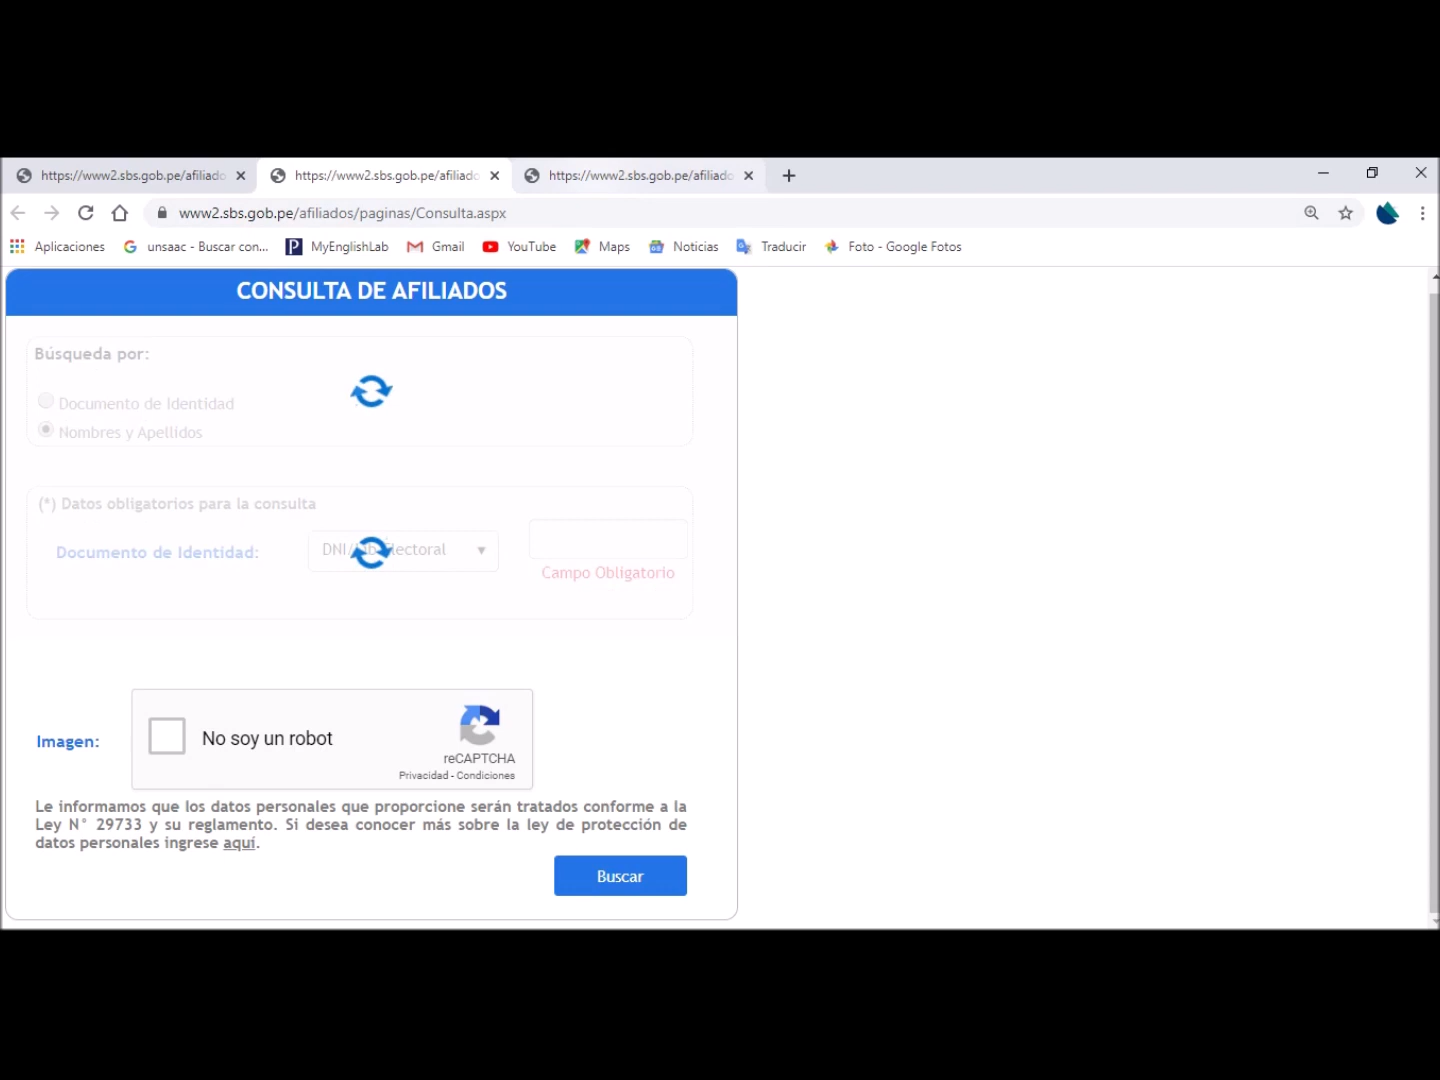 https://www2.sbs.gob.pe/afiliado
https://www2.sbs.gob.pe/afiliado
https://www2.sbs.gob.pe/afiliado
www2.sbs.gob.pe/afiliados/paginas/Consulta.aspx
Aplicaciones
unsaac - Buscar con...
MyEnglishLab
Gmail
YouTube
Maps
Noticias
Traducir
Foto - Google Fotos
CONSULTA DE AFILIADOS
Búsqueda por:
Documento de Identidad
Nombres y Apellidos
(*) Datos obligatorios para la consulta
Documento de Identidad:
DNI/Lib. Electoral
Campo Obligatorio
Imagen:
No soy un robot
reCAPTCHA
Privacidad - Condiciones
Le informamos que los datos personales que proporcione serán tratados conforme a la
Ley N° 29733 y su reglamento. Si desea conocer más sobre la ley de protección de
datos personales ingrese aquí.
Buscar